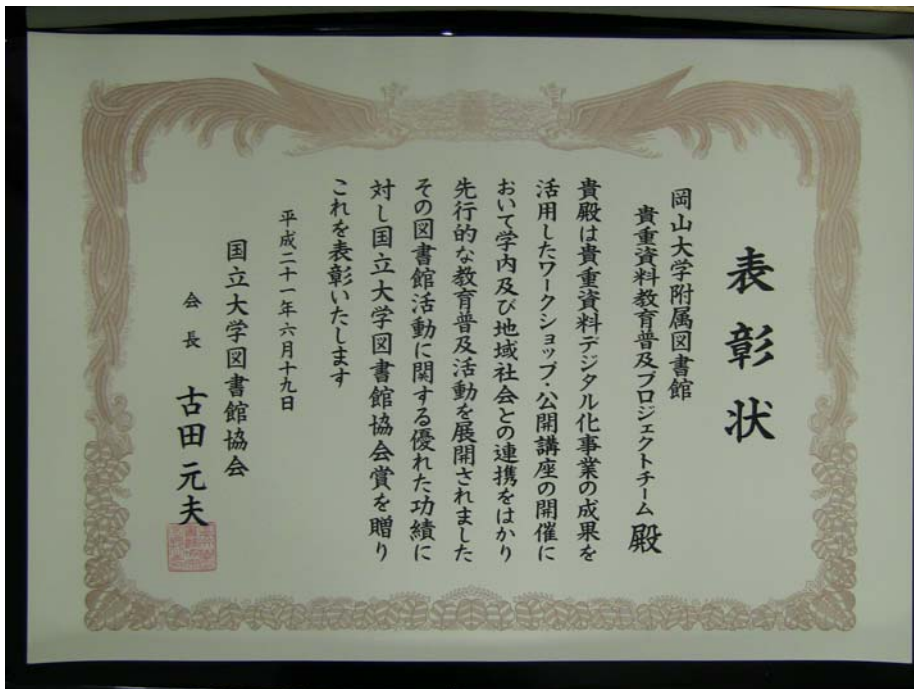 表彰状
岡山大学附属図書館
貴重資料教育普及プロジェクトチーム 殿
貴殿は貴重資料デジタル化事業の成果を
活用したワークショップ・公開講座の開催に
おいて学内及び地域社会との連携をはかり
先行的な教育普及活動を展開されました
その図書館活動に関する優れた功績に
対し国立大学図書館協会賞を贈り
これを表彰いたします
平成二十一年六月十九日
国立大学図書館協会
会長 古田元夫